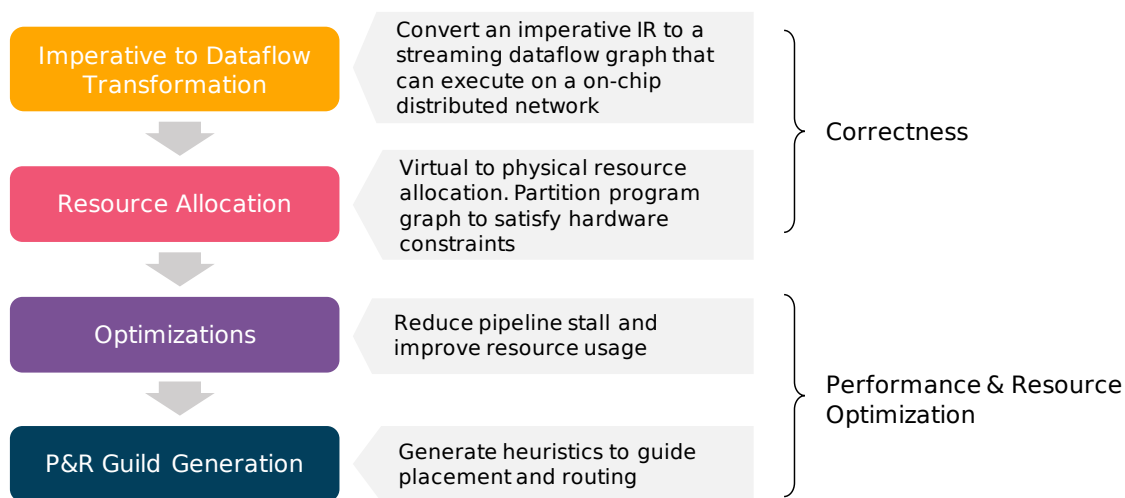 Imperative to Dataflow
Transformation
Convert an imperative IR to a
streaming dataflow graph that
can execute on a on-chip
distributed network
Correctness
Resource Allocation
Virtual to physical resource
allocation. Partition program
graph to satisfy hardware
constraints
Optimizations
Reduce pipeline stall and
improve resource usage
Performance & Resource
Optimization
P&R Guild Generation
Generate heuristics to guide
placement and routing